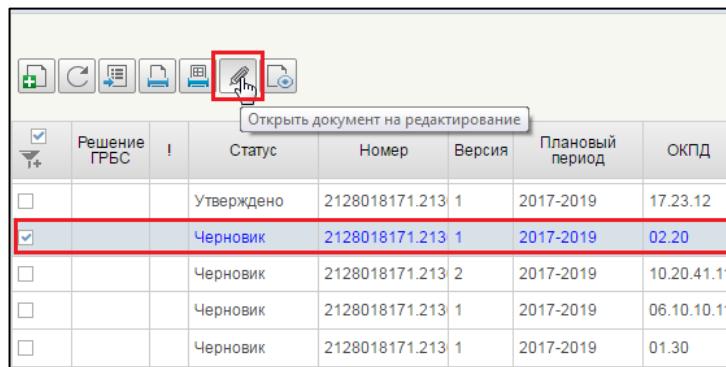 Открыть документ на редактирование
Решение ГРБС ! Статус Номер Версия Плановый период ОКПД
Утверждено 2128018171.213 1 2017-2019 17.23.12
Черновик 2128018171.213 1 2017-2019 02.20
Черновик 2128018171.213 2 2017-2019 10.20.41.1
Черновик 2128018171.213 1 2017-2019 06.10.10.1
Черновик 2128018171.213 1 2017-2019 01.30